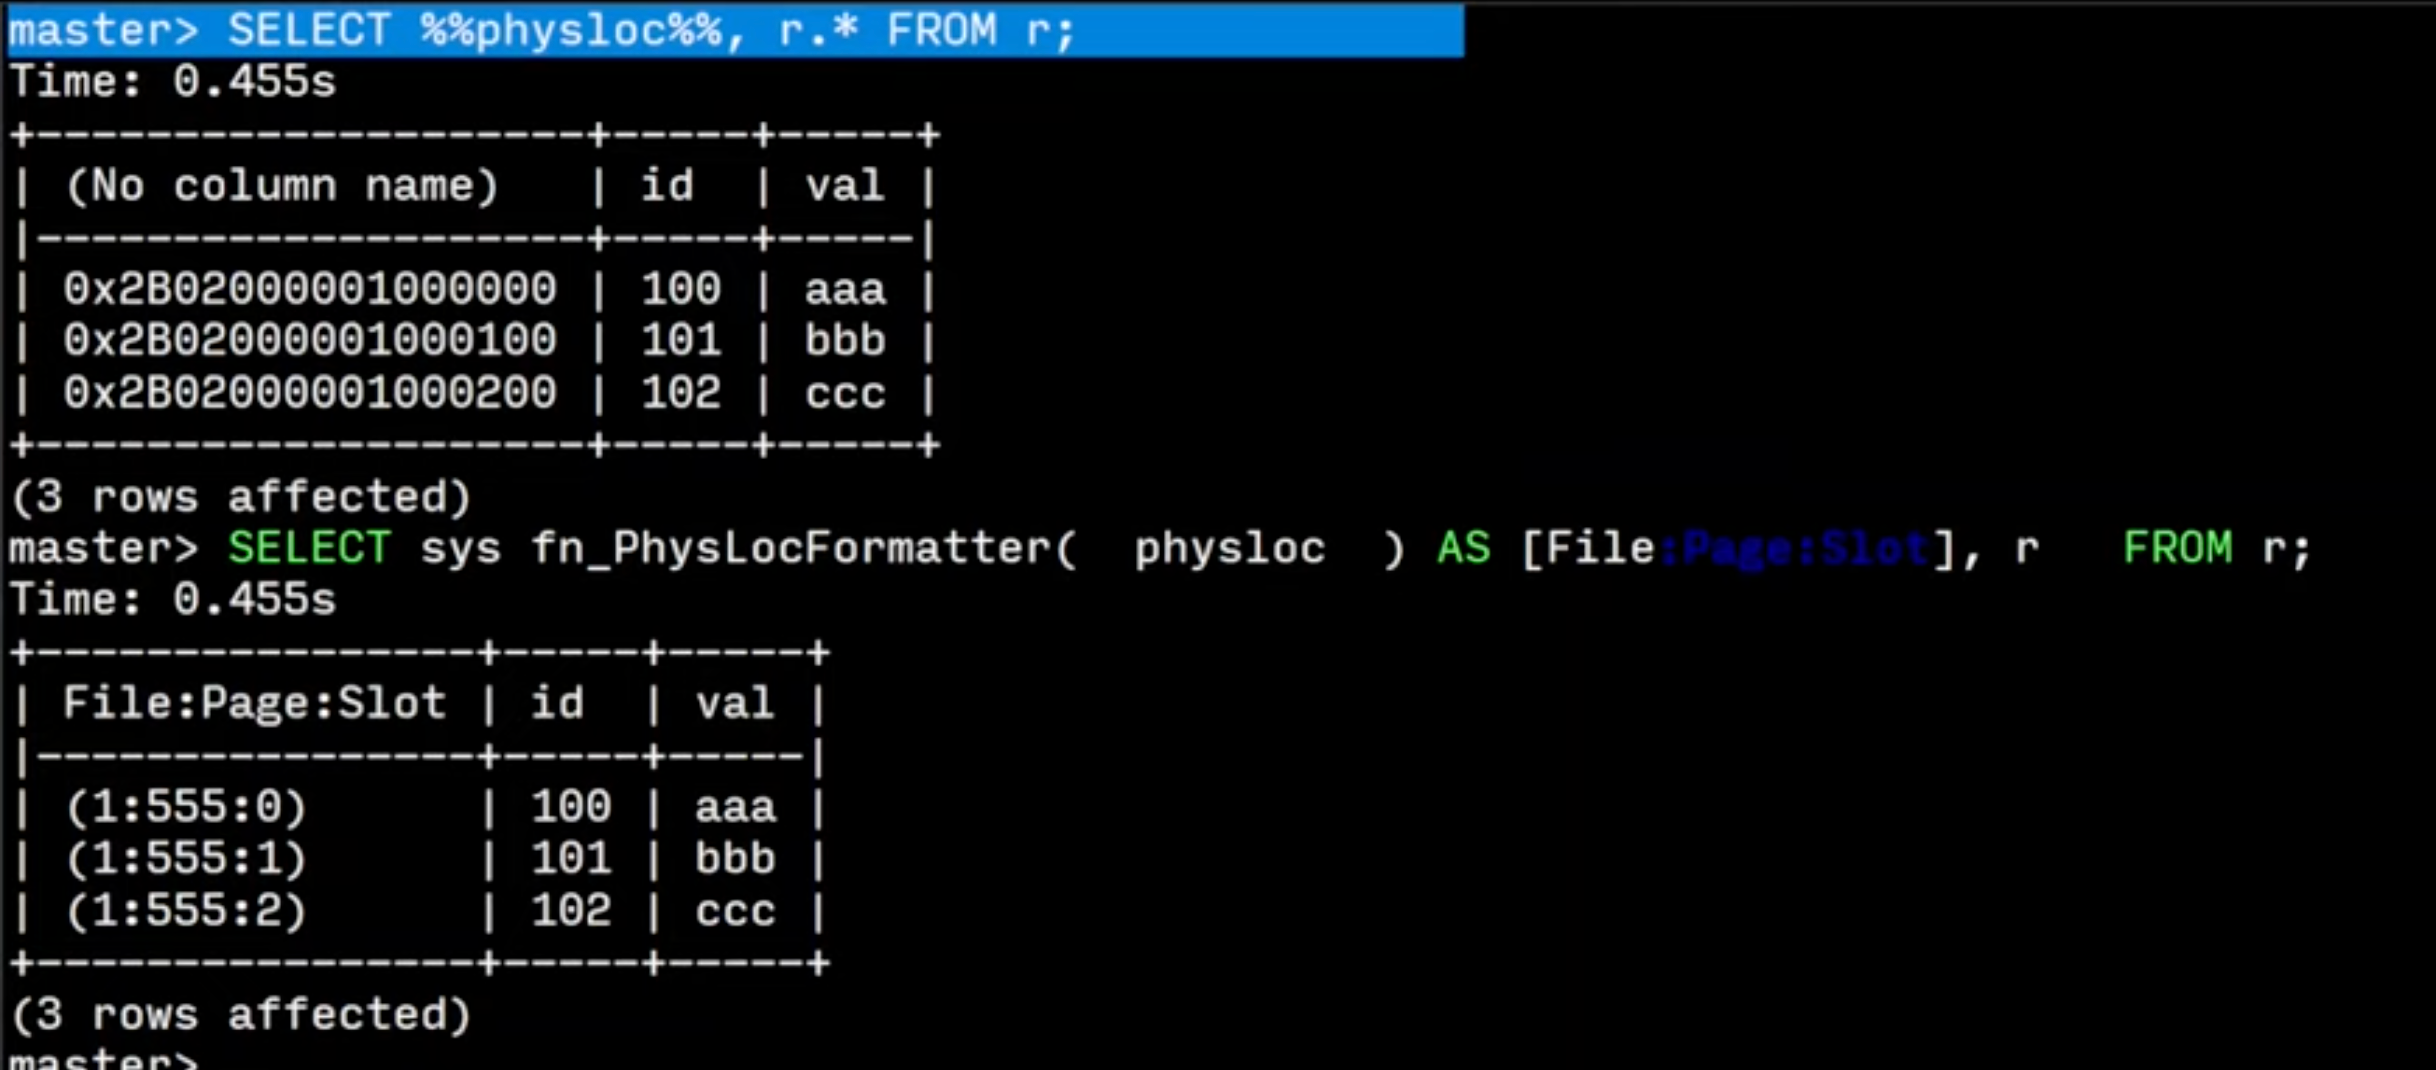 master> SELECT %%physloc%%, r.* FROM r;
Time: 0.455s
+--------------------+-----+-----+
| (No column name)   | id  | val |
|--------------------+-----+-----|
| 0x2B02000001000000 | 100 | aaa |
| 0x2B02000001000100 | 101 | bbb |
| 0x2B02000001000200 | 102 | ccc |
+--------------------+-----+-----+
(3 rows affected)
master> SELECT sys fn_PhysLocFormatter(  physloc  ) AS [File:Page:Slot], r   FROM r;
Time: 0.455s
+----------------+-----+-----+
| File:Page:Slot | id  | val |
|----------------+-----+-----|
| (1:555:0)      | 100 | aaa |
| (1:555:1)      | 101 | bbb |
| (1:555:2)      | 102 | ccc |
+----------------+-----+-----+
(3 rows affected)
master>